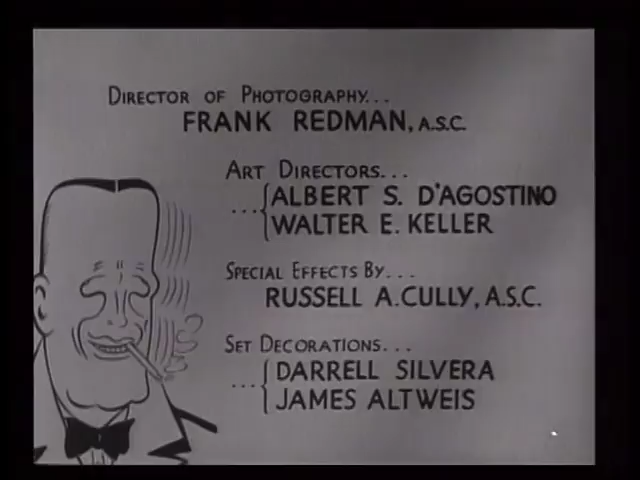 DIRECTOR OF PHOTOGRAPHY...
FRANK REDMAN, A.S.C.
ART DIRECTORS...
...{ALBERT S. D'AGOSTINO
WALTER E. KELLER
SPECIAL EFFECTS BY...
RUSSELL A. CULLY, A.S.C.
SET DECORATIONS...
...{DARRELL SILVERA
JAMES ALTWEIS